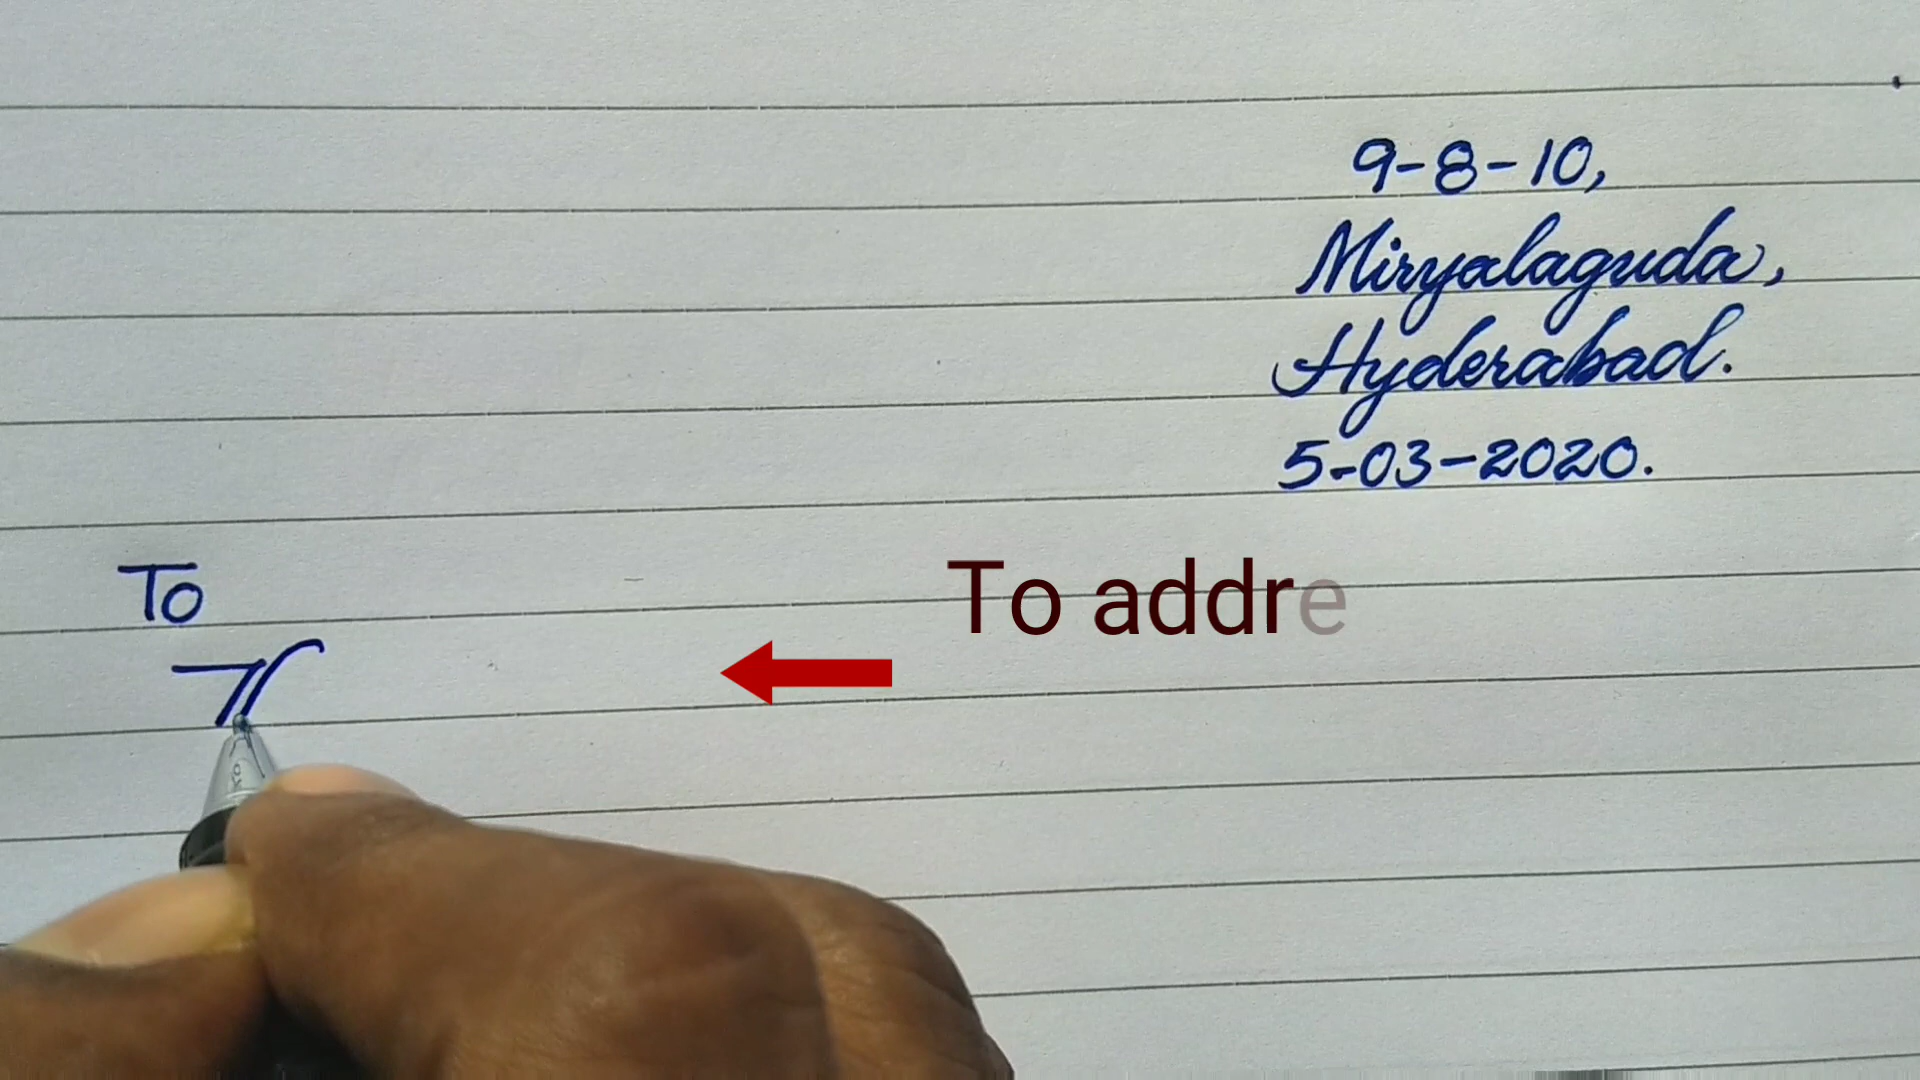 9-8-10,
Miryalaguda,
Hyderabad.
5-03-2020.
To
To addre